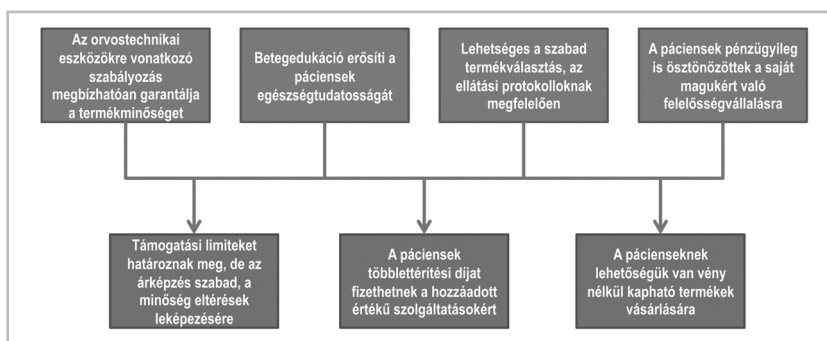 Az orvostechnikai
eszközökre vonatkozó
szabályozás
megbízhatóan garantálja
a termékminőséget
Betegedukáció erősíti a
páciensek
egészségtudatosságát
Lehetséges a szabad
termékválasztás, az
ellátási protokolloknak
megfelelően
A páciensek pénzügyileg
is ösztönözöttek a saját
magukért való
felelősségvállalásra
Támogatási limiteket
határoznak meg, de az
árképzés szabad, a
minőség eltérések
leképezésére
A páciensek
többlettérítési díjat
fizethetnek a hozzáadott
értékű szolgáltatásokért
A pácienseknek
lehetőségük van vény
nélkül kapható termékek
vásárlására